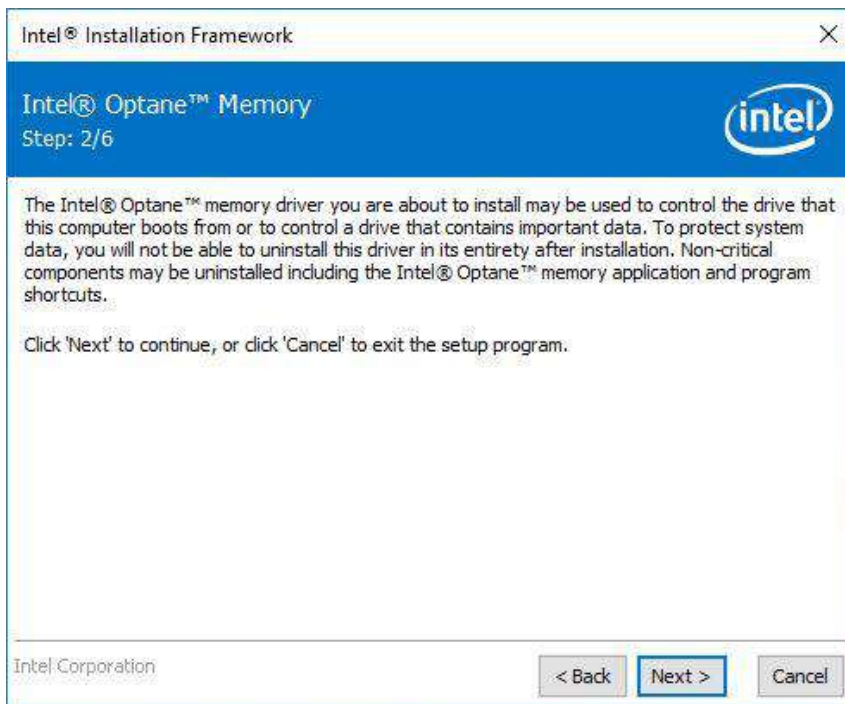 Intel® Installation Framework
Intel® Optane™ Memory
Step: 2/6
intel
The Intel® Optane™ memory driver you are about to install may be used to control the drive that
this computer boots from or to control a drive that contains important data. To protect system
data, you will not be able to uninstall this driver in its entirety after installation. Non-critical
components may be uninstalled including the Intel® Optane™ memory application and program
shortcuts.
Click 'Next' to continue, or click 'Cancel' to exit the setup program.
Intel Corporation
< Back
Next >
Cancel